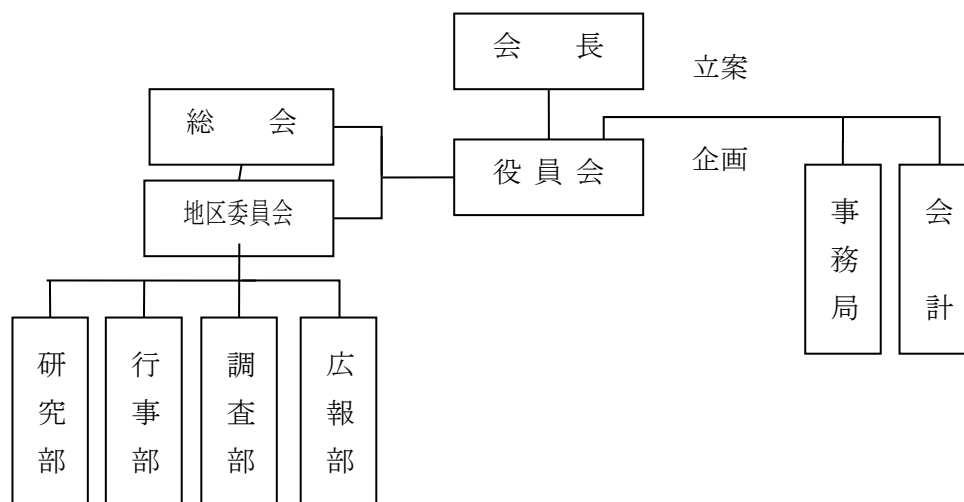 会　　長
立案
総　　会
役 員 会
企画
地区委員会
事務局
会　計
研究部
行事部
調査部
広報部